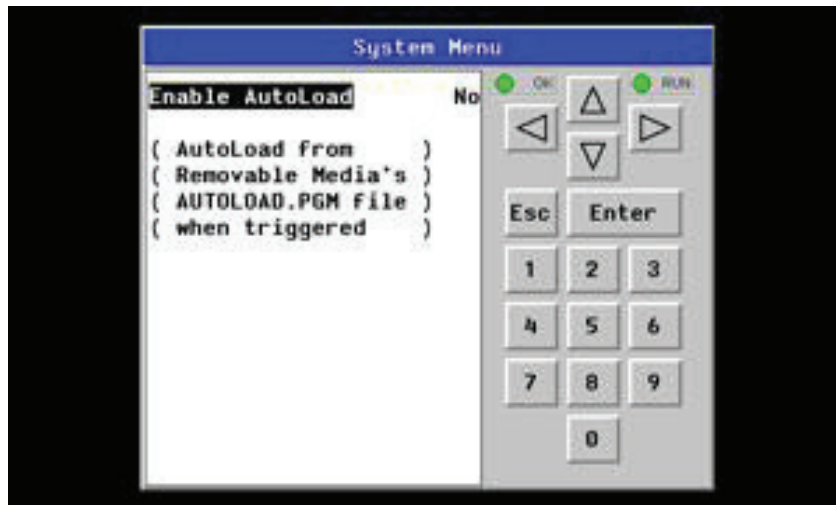 System Menu
Enable AutoLoad No
( AutoLoad from )
( Removable Media's )
( AUTOLOAD.PGM file )
( when triggered )
OK
RUN
Esc Enter
1 2 3
4 5 6
7 8 9
0